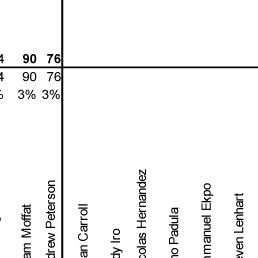 4 90 76
4 90 76
% 3% 3%
am Moffat
drew Peterson
an Carroll
dy Iro
colas Hernandez
no Padula
nmanuel Ekpo
even Lenhart